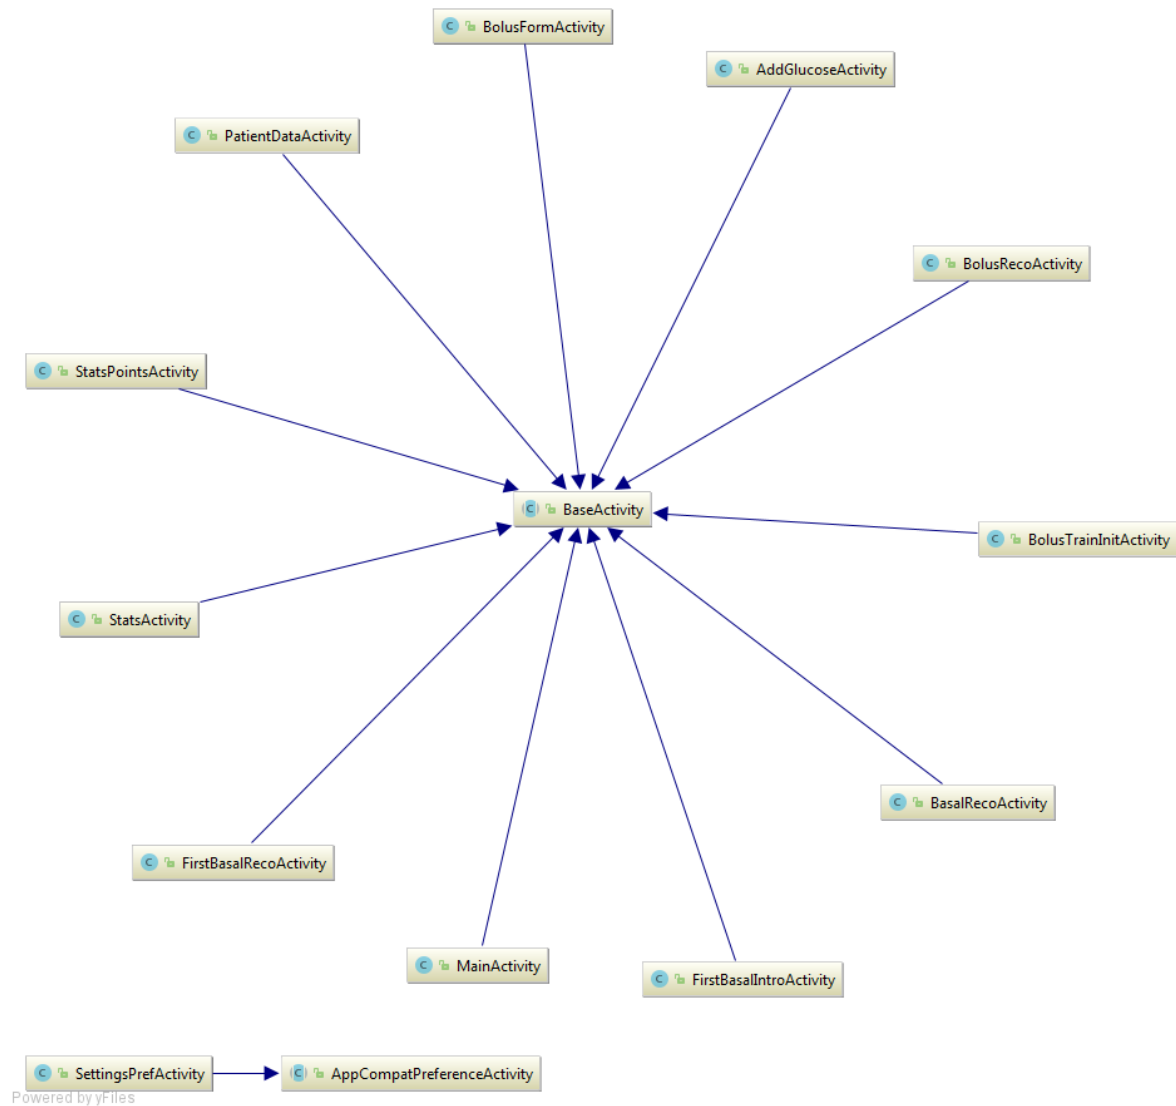 BolusFormActivity
AddGlucoseActivity
PatientDataActivity
BolusRecoActivity
StatsPointsActivity
BaseActivity
BolusTrainInitActivity
StatsActivity
BasalRecoActivity
FirstBasalRecoActivity
MainActivity
FirstBasalIntroActivity
SettingsPrefActivity
AppCompatPreferenceActivity
Powered by yFiles